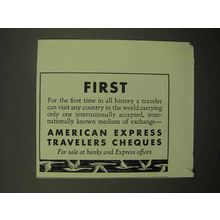 FIRST
For the first time in all history a traveler
can visit any country in the world carrying
only one internationally accepted, inter-
nationally known medium of exchange—
AMERICAN EXPRESS
TRAVELERS CHEQUES
For sale at banks and Express offices